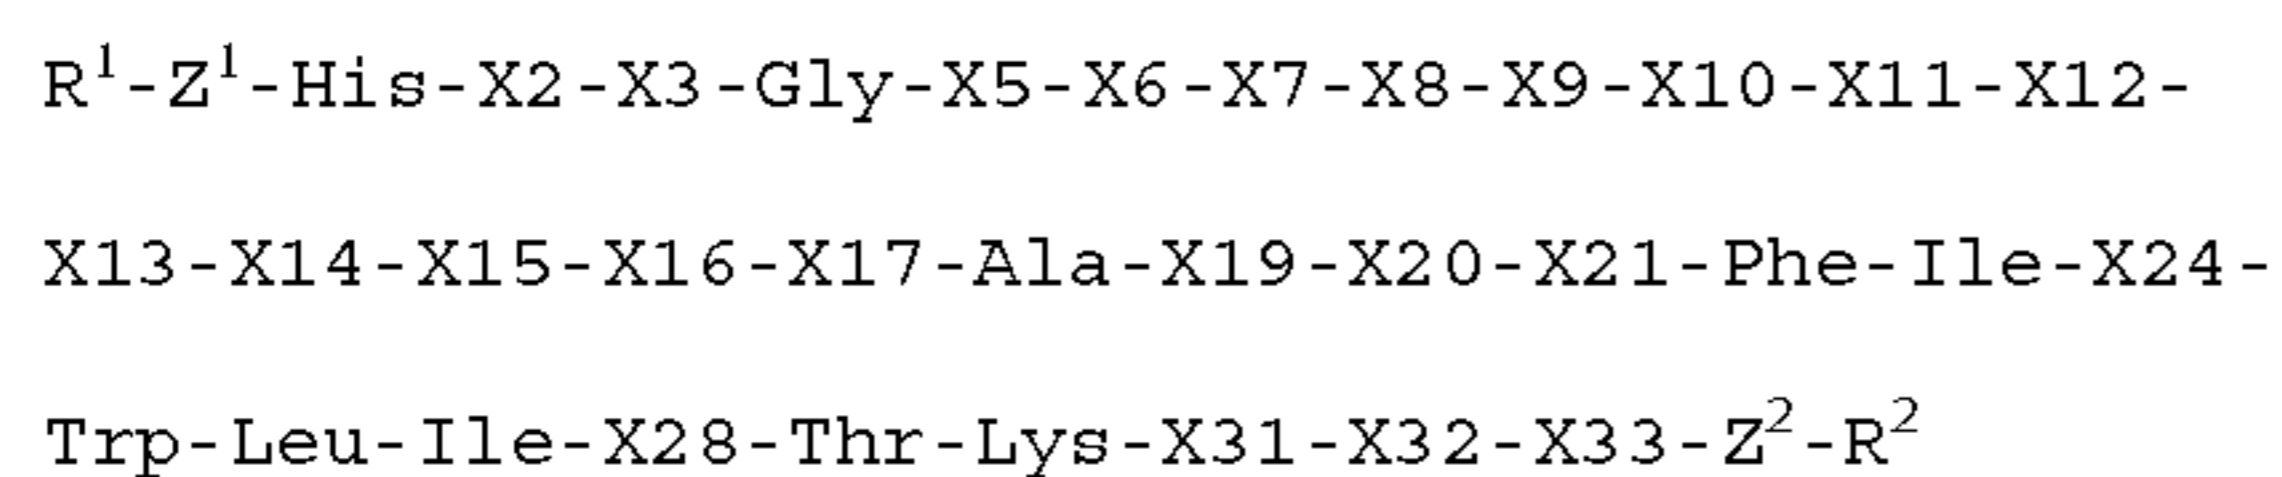 R¹-Z¹-His-X2-X3-Gly-X5-X6-X7-X8-X9-X10-X11-X12-
X13-X14-X15-X16-X17-Ala-X19-X20-X21-Phe-Ile-X24-
Trp-Leu-Ile-X28-Thr-Lys-X31-X32-X33-Z²-R²